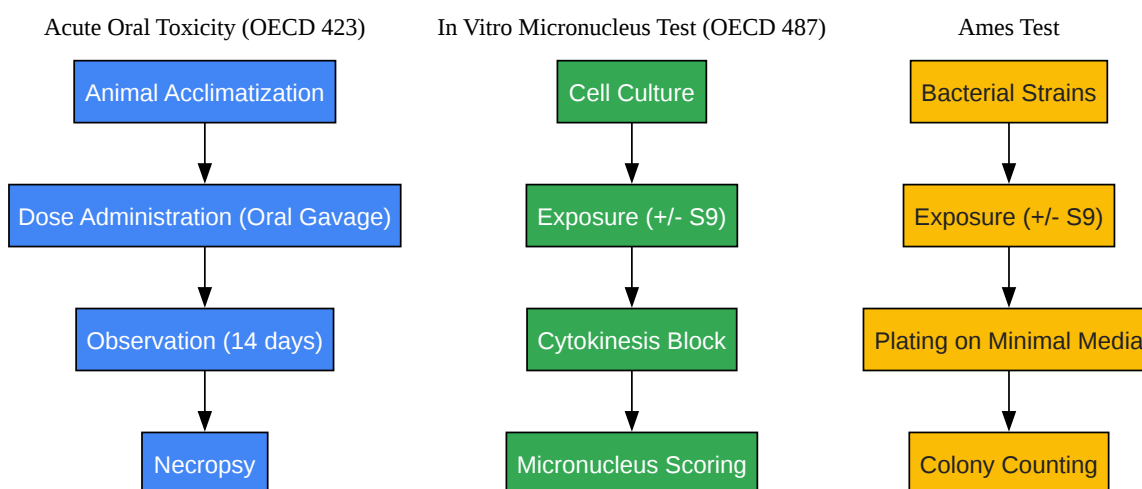 Acute Oral Toxicity (OECD 423)
Animal Acclimatization
Dose Administration (Oral Gavage)
Observation (14 days)
Necropsy
In Vitro Micronucleus Test (OECD 487)
Cell Culture
Exposure (+/- S9)
Cytokinesis Block
Micronucleus Scoring
Ames Test
Bacterial Strains
Exposure (+/- S9)
Plating on Minimal Media
Colony Counting